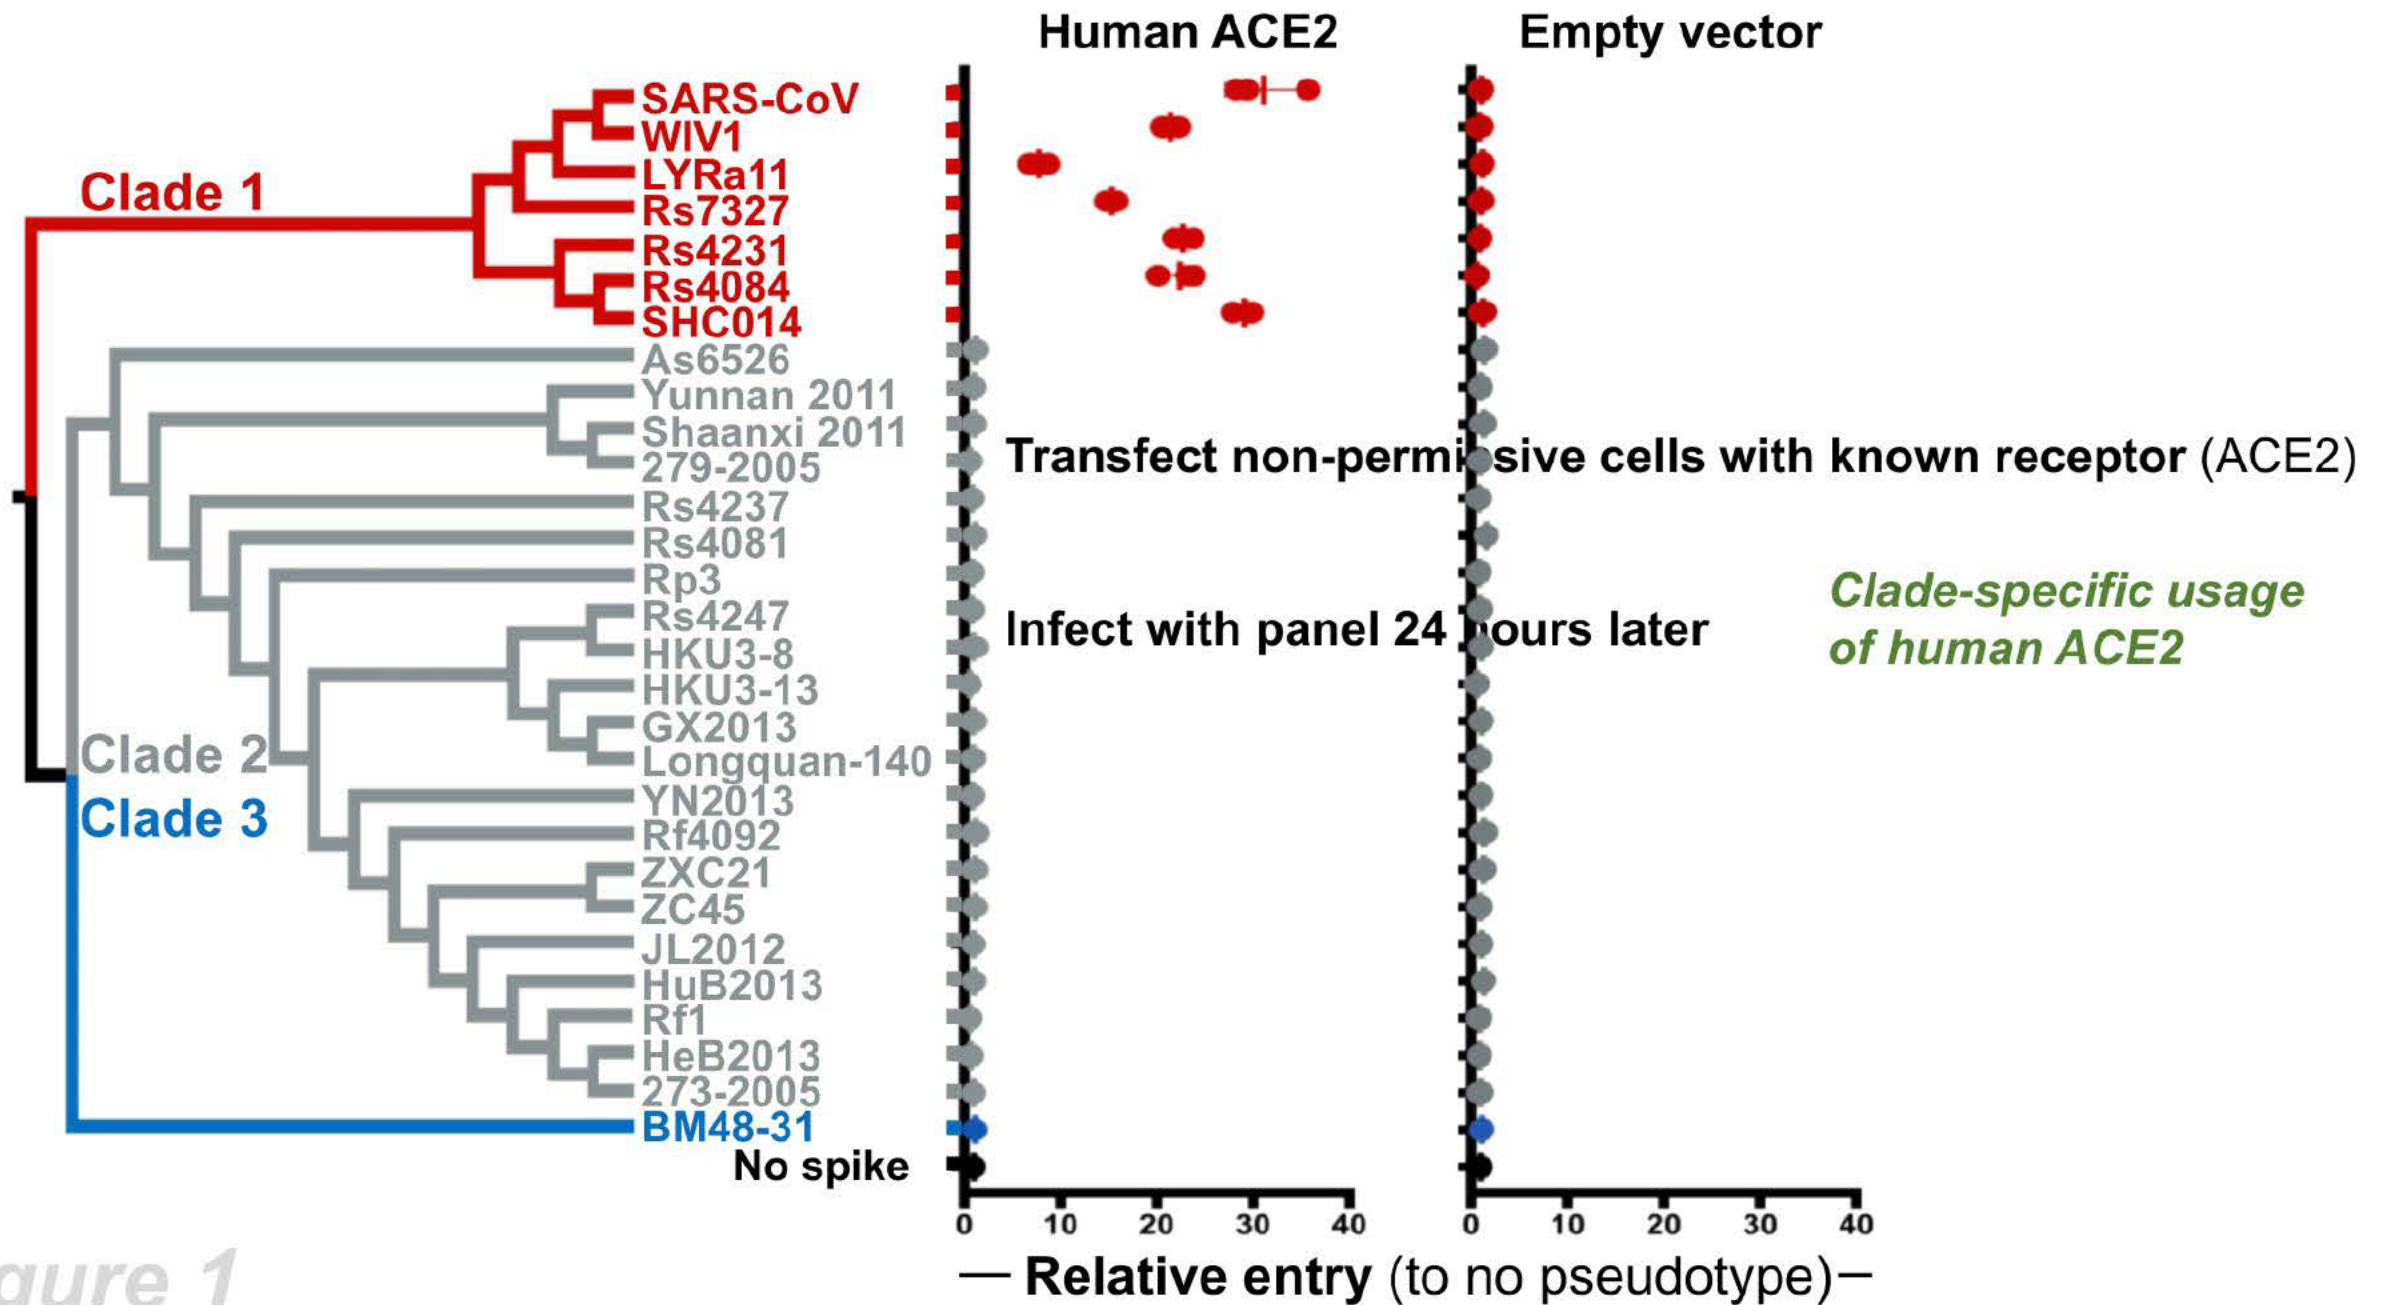 Human ACE2
Empty vector
SARS-CoV
WIV1
LYRa11
Clade 1
Rs7327
Rs4231
Rs4084
SHC014
As6526
Yunnan 2011
Shaanxi 2011
279-2005
Transfect non-permissive cells with known receptor (ACE2)
Rs4237
Rs4081
Rp3
Clade-specific usage
of human ACE2
Rs4247
Infect with panel 24 hours later
HKU3-8
HKU3-13
GX2013
Clade 2
Longquan-140
YN2013
Clade 3
Rf4092
ZXC21
ZC45
JL2012
HuB2013
Rf1
HeB2013
273-2005
BM48-31
No spike
0 10 20 30 40
0 10 20 30 40
Relative entry (to no pseudotype)
gure 1